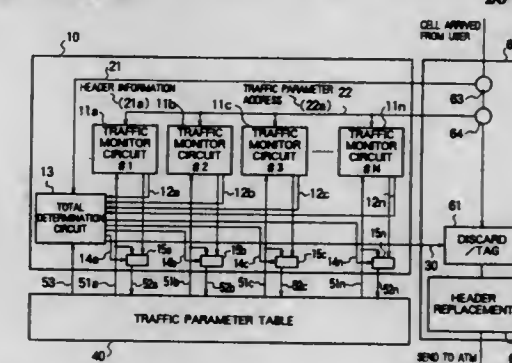 CELL ARRIVED
FROM USER
10
21
HEADER INFORMATION
(21a)
TRAFFIC PARAMETER
ADDRESS
22
(22a)
11a
11b
11c
11n
63
64
TRAFFIC
MONITOR
CIRCUIT
#1
TRAFFIC
MONITOR
CIRCUIT
#2
TRAFFIC
MONITOR
CIRCUIT
#3
TRAFFIC
MONITOR
CIRCUIT
#N
13
12a
12b
12c
12n
61
TOTAL
DETERMINATION
CIRCUIT
DISCARD
/TAG
14a
15a
14b
15b
14c
15c
14n
15n
30
53
51a
52a
51b
52b
51c
52c
51n
52n
TRAFFIC PARAMETER TABLE
HEADER
REPLACEMENT
40
SEND TO ATM